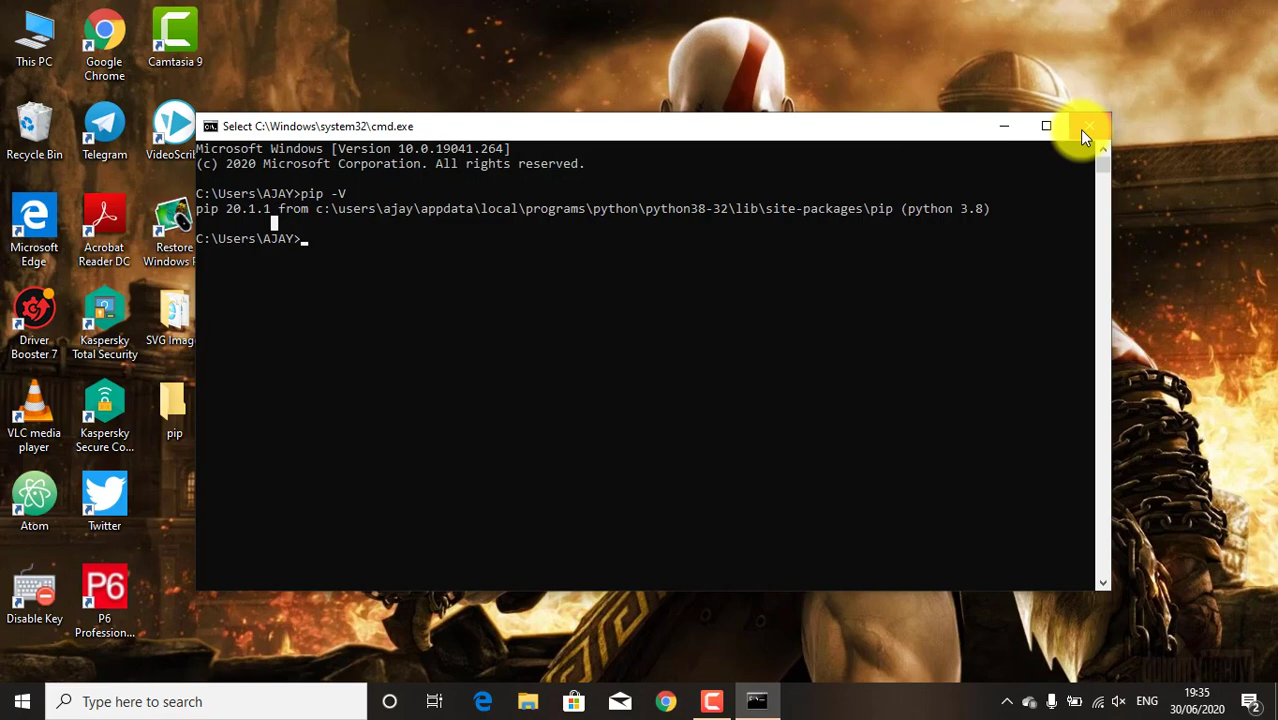 This PC
Google
Chrome
Camtasia 9
Recycle Bin
Telegram
VideoScrib
Microsoft
Edge
Acrobat
Reader DC
Restore
Windows P
Driver
Booster 7
Kaspersky
Total Security
SVG Imag
VLC media
player
Kaspersky
Secure Co...
pip
Atom
Twitter
Disable Key
P6
P6
Profession...
Select C:\Windows\system32\cmd.exe
Microsoft Windows [Version 10.0.19041.264]
(c) 2020 Microsoft Corporation. All rights reserved.
C:\Users\AJAY>pip -V
pip 20.1.1 from c:\users\ajay\appdata\local\programs\python\python38-32\lib\site-packages\pip (python 3.8)
C:\Users\AJAY>
Type here to search
ENG
19:35
30/06/2020
2